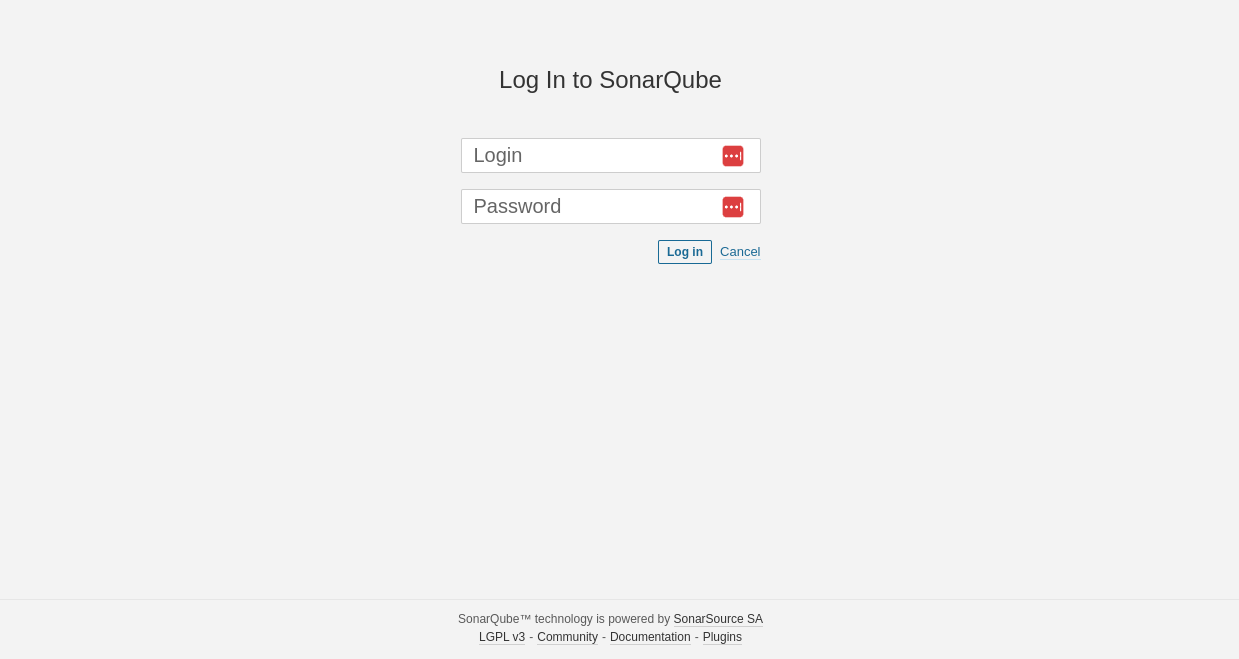 Log In to SonarQube
Login
Password
Log in Cancel
SonarQube™ technology is powered by SonarSource SA
LGPL v3 - Community - Documentation - Plugins